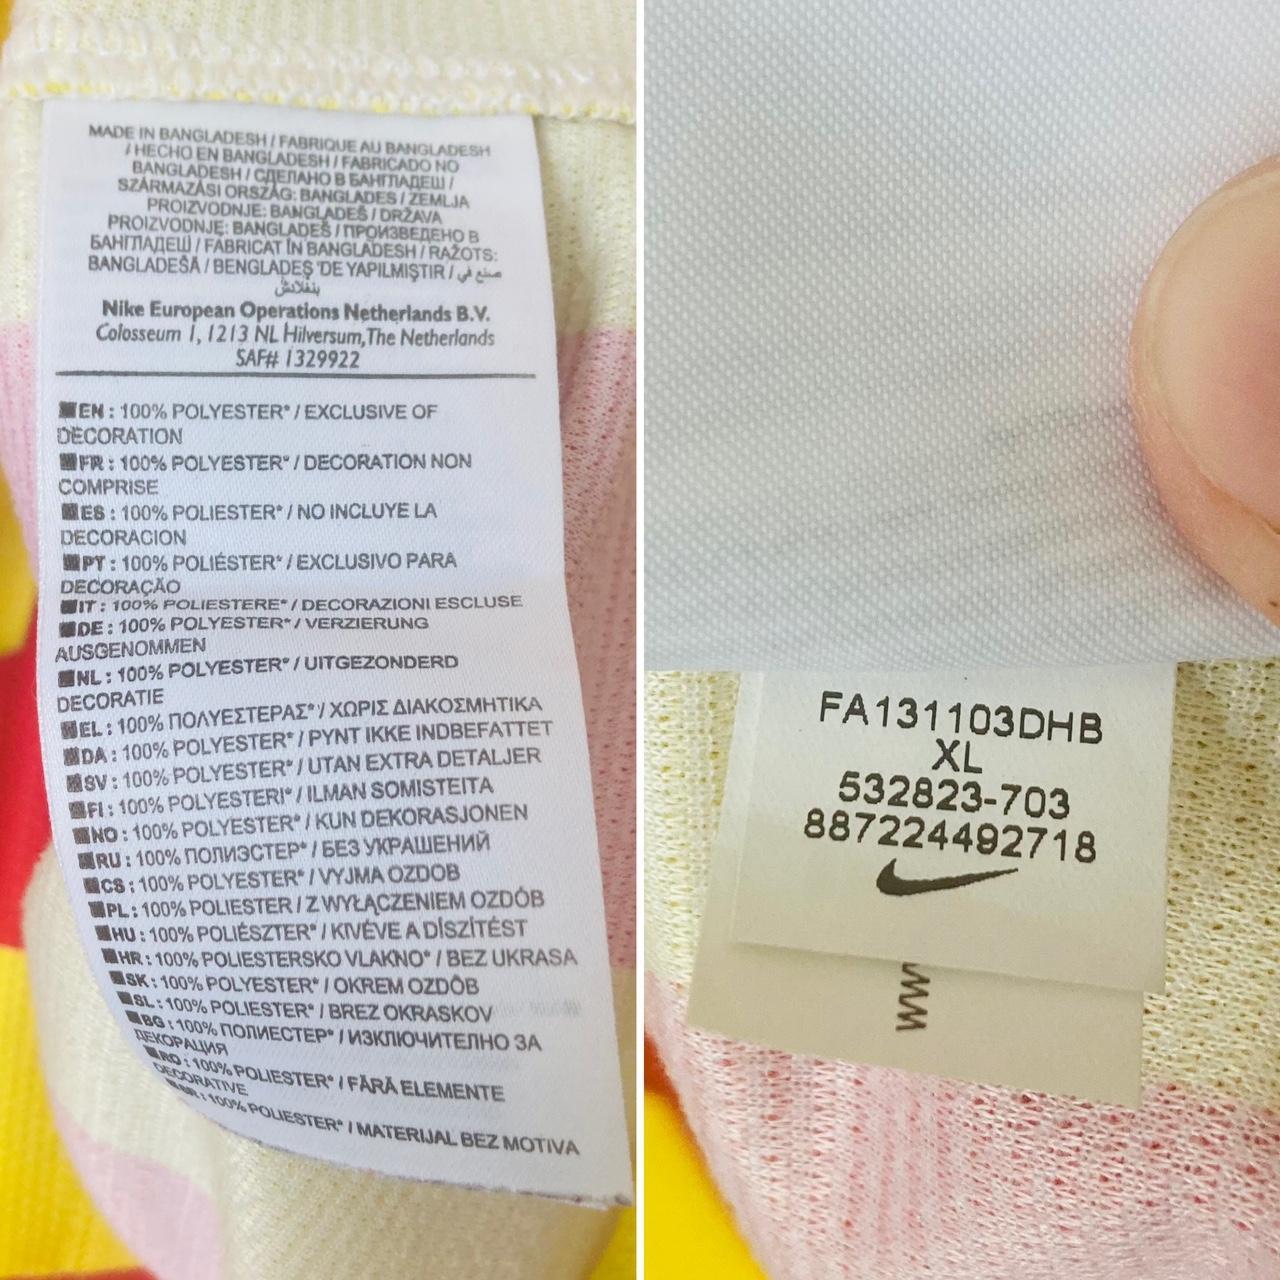 MADE IN BANGLADESH / FABRIQUE AU BANGLADESH
/ HECHO EN BANGLADESH / FABRICADO NO
BANGLADESH / СДЕЛАНО В БАНГЛАДЕШ /
SZÁRMAZÁSI ORSZÁG: BANGLADES / ZEMLJA
PROIZVODNJE: BANGLADEŠ / DRŽAVA
PROIZVODNJE: BANGLADEŠ / ПРОИЗВЕДЕНО В
БАНГЛАДЕШ / FABRICAT ÎN BANGLADESH / RAŽOTS:
BANGLADEŠĀ / BENGLADEŞ 'DE YAPILMIŞTIR / صنع في
بنغلادش
Nike European Operations Netherlands B.V.
Colosseum 1, 1213 NL Hilversum,The Netherlands
SAF# 1329922
EN : 100% POLYESTER* / EXCLUSIVE OF
DECORATION
FR : 100% POLYESTER* / DECORATION NON
COMPRISE
ES : 100% POLIESTER* / NO INCLUYE LA
DECORACION
PT : 100% POLIÉSTER* / EXCLUSIVO PARA
DECORAÇÃO
IT : 100% POLIESTERE* / DECORAZIONI ESCLUSE
DE : 100% POLYESTER* / VERZIERUNG
AUSGENOMMEN
NL : 100% POLYESTER* / UITGEZONDERD
DECORATIE
EL : 100% ΠΟΛΥΕΣΤΕΡΑΣ* / ΧΩΡΙΣ ΔΙΑΚΟΣΜΗΤΙΚΑ
DA : 100% POLYESTER* / PYNT IKKE INDBEFATTET
SV : 100% POLYESTER* / UTAN EXTRA DETALJER
FI : 100% POLYESTERI* / ILMAN SOMISTEITA
NO : 100% POLYESTER* / KUN DEKORASJONEN
RU : 100% ПОЛИЭСТЕР* / БЕЗ УКРАШЕНИЙ
CS : 100% POLYESTER* / VYJMA OZDOB
PL : 100% POLIESTER / Z WYŁĄCZENIEM OZDÓB
HU : 100% POLIÉSZTER* / KIVÉVE A DÍSZÍTÉST
HR : 100% POLIESTERSKO VLAKNO* / BEZ UKRASA
SK : 100% POLYESTER* / OKREM OZDÔB
SL : 100% POLIESTER* / BREZ OKRASKOV
BG : 100% ПОЛИЕСТЕР* / ИЗКЛЮЧИТЕЛНО ЗА
ДЕКОРАЦИЯ
RO : 100% POLIESTER* / FĂRĂ ELEMENTE
DECORATIVE
SR : 100% POLIESTER* / MATERIJAL BEZ MOTIVA
FA131103DHB
XL
532823-703
887224492718
WWW